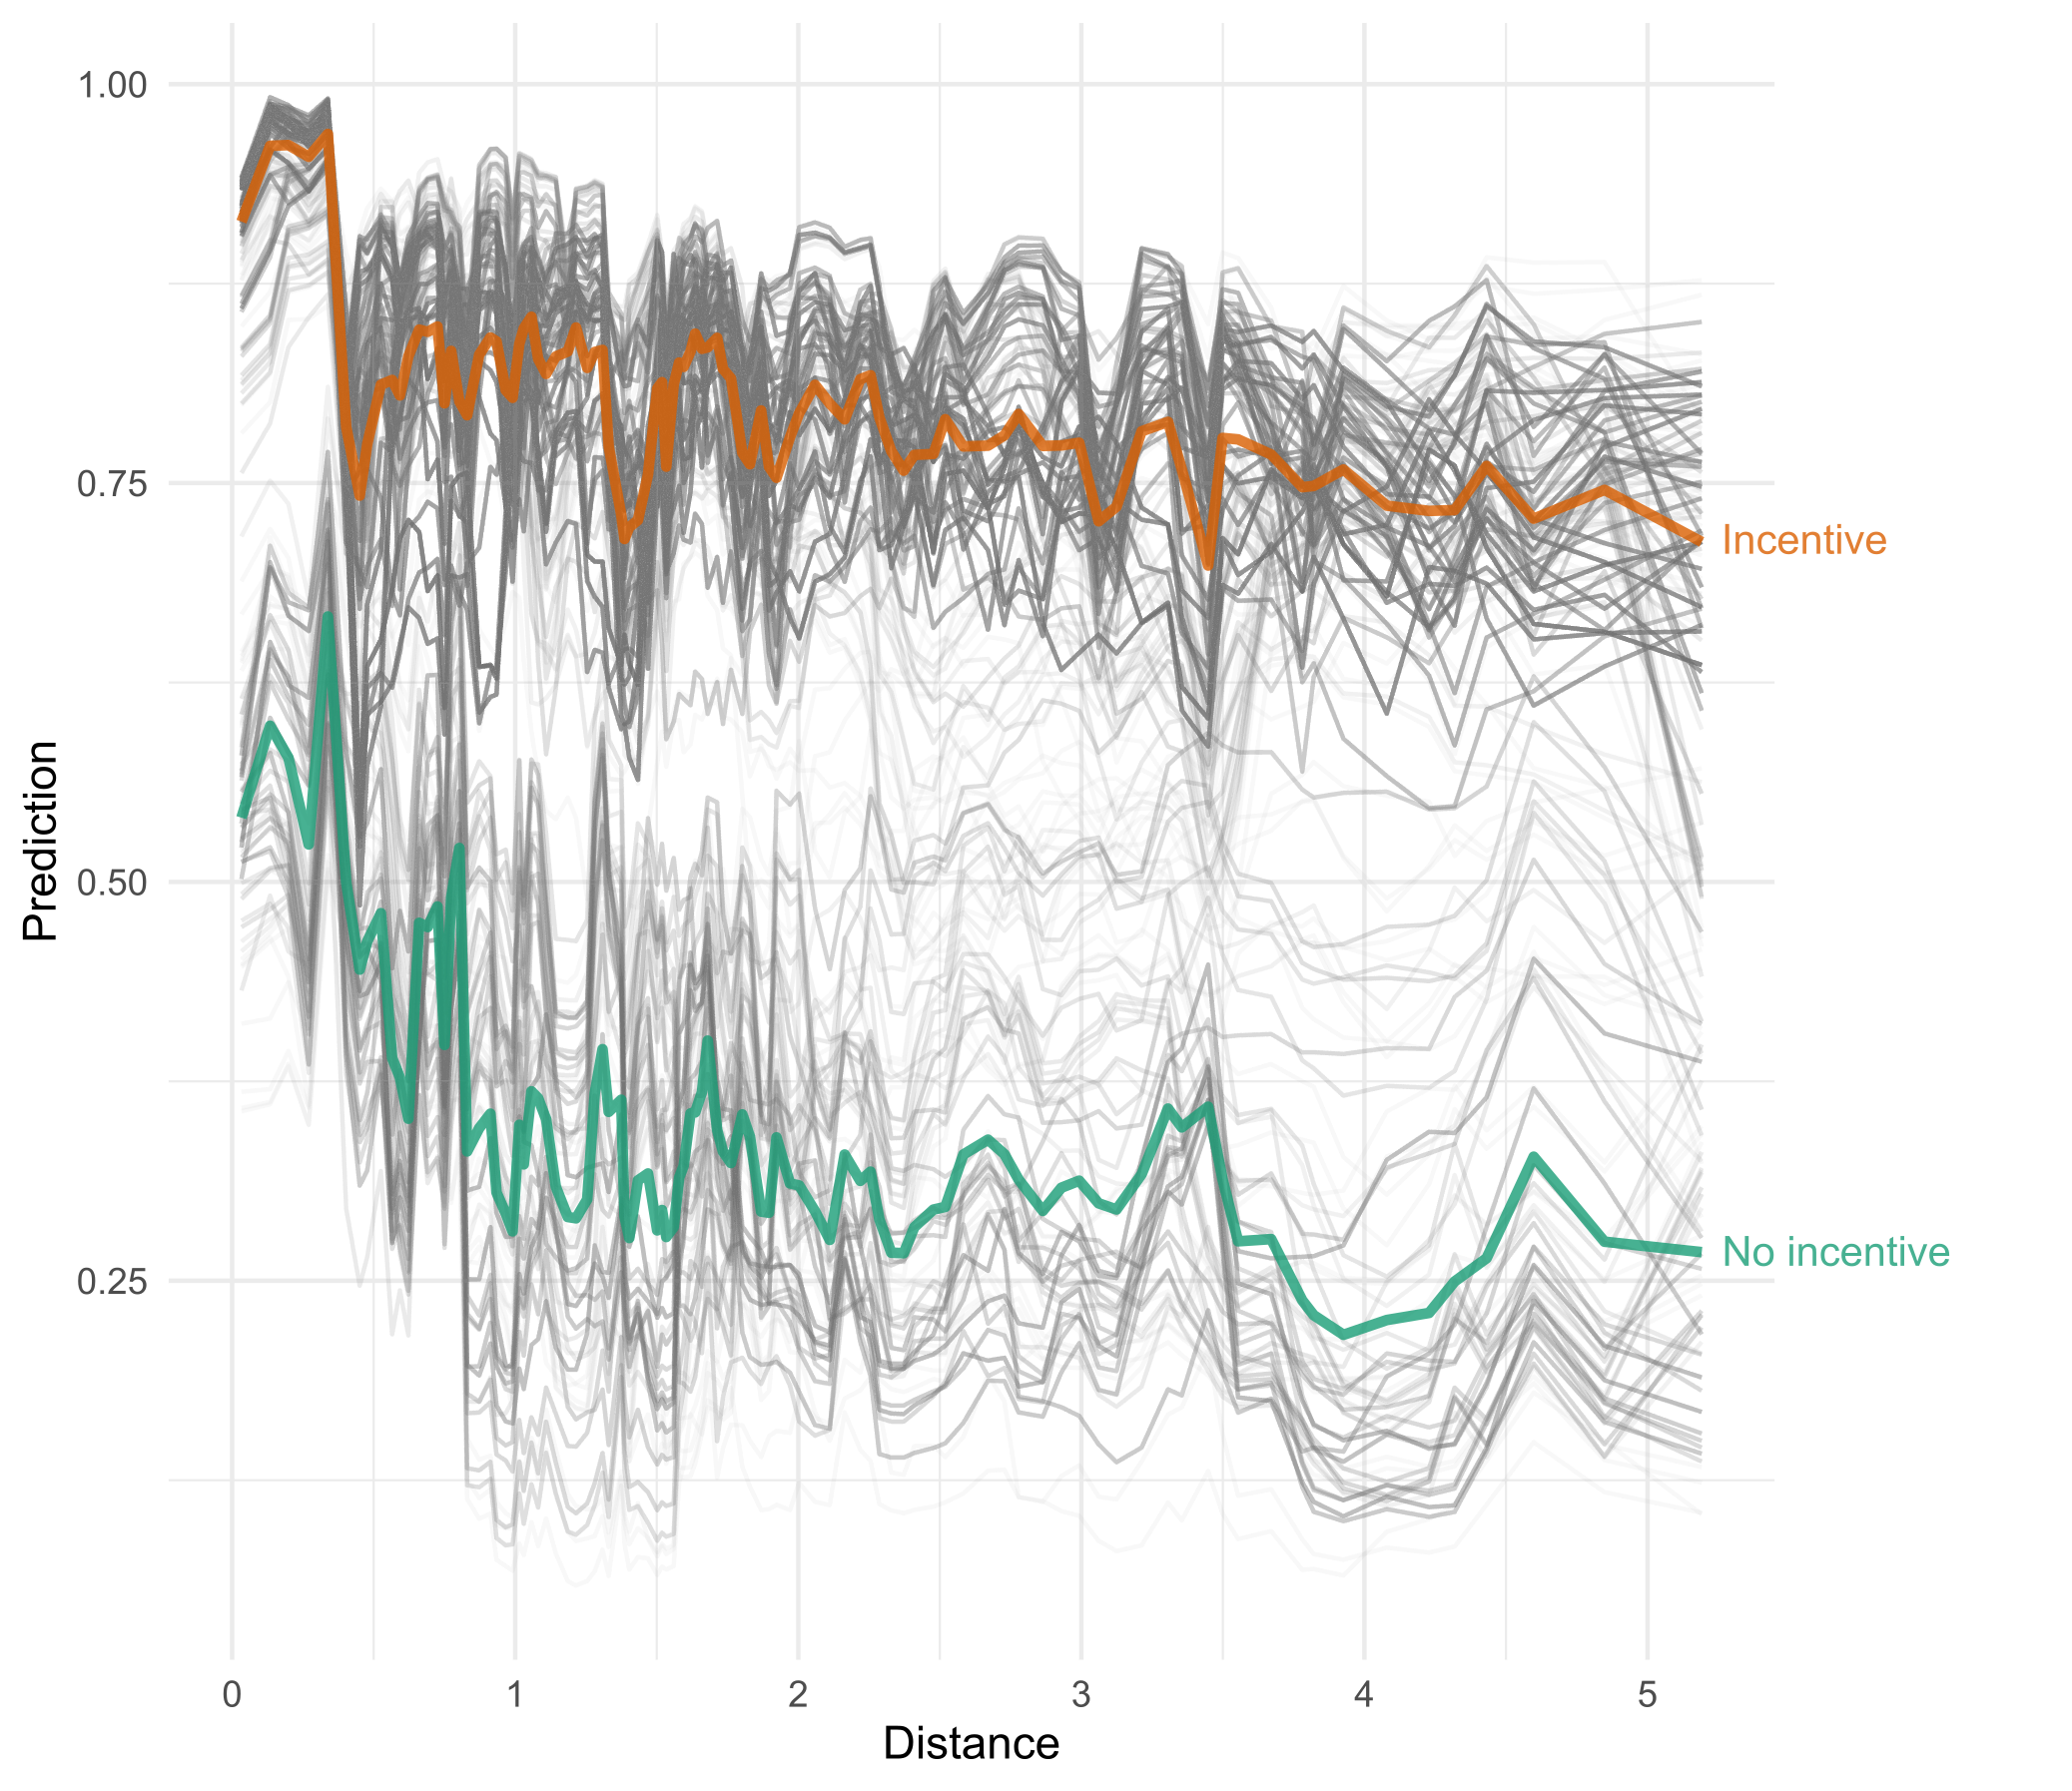 1.00
0.75
0.50
0.25
Prediction
Incentive
No incentive
0 1 2 3 4 5
Distance